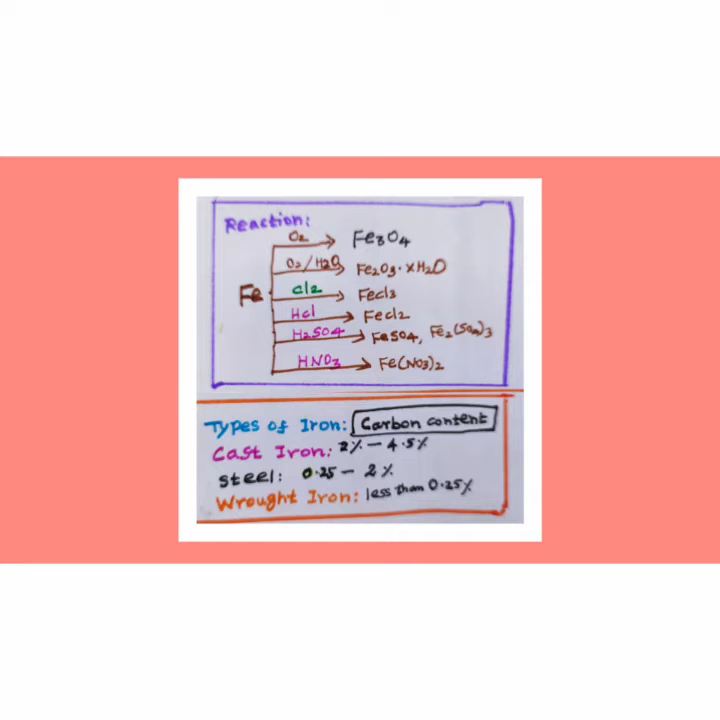 Reaction:
O2
Fe3O4
O2/H2O
Fe2O3·xH2O
Fe
Cl2
FeCl3
HCl
FeCl2
H2SO4
FeSO4, Fe2(SO4)3
HNO3
Fe(NO3)2
Types of Iron: Carbon content
Cast Iron: 2% - 4.5%
Steel: 0.25 - 2%
Wrought Iron: less than 0.25%